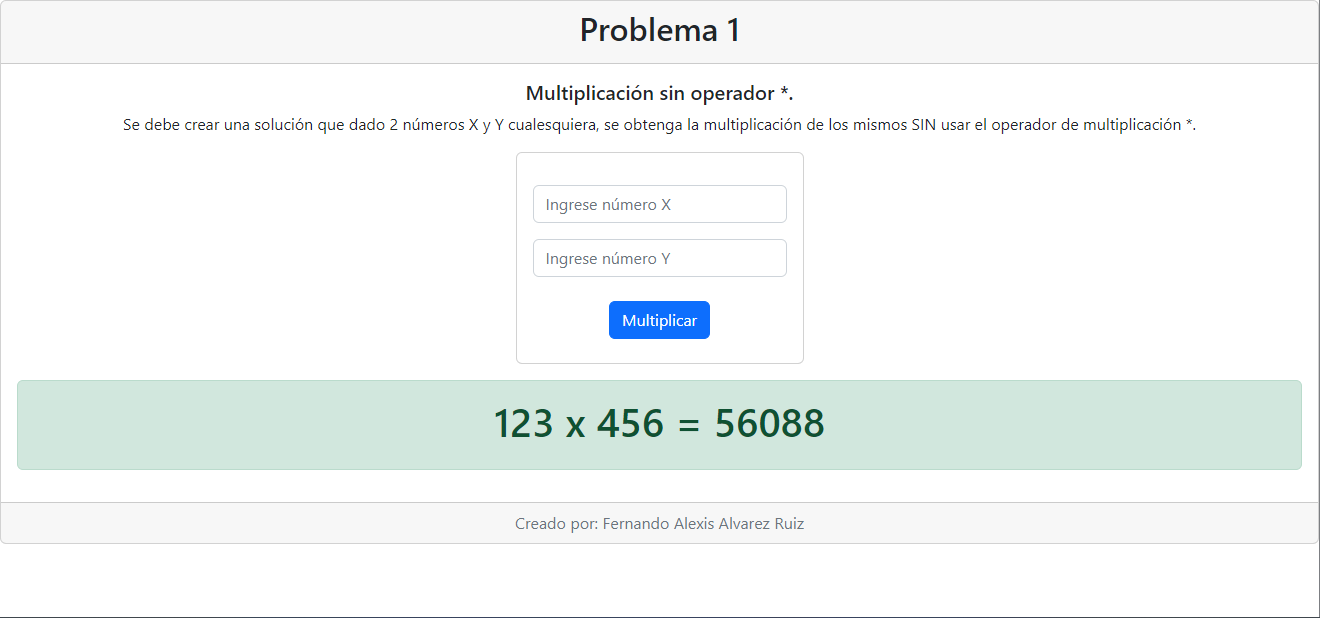 Problema 1
Multiplicación sin operador *.
Se debe crear una solución que dado 2 números X y Y cualesquiera, se obtenga la multiplicación de los mismos SIN usar el operador de multiplicación *.
Ingrese número X
Ingrese número Y
Multiplicar
123 x 456 = 56088
Creado por: Fernando Alexis Alvarez Ruiz